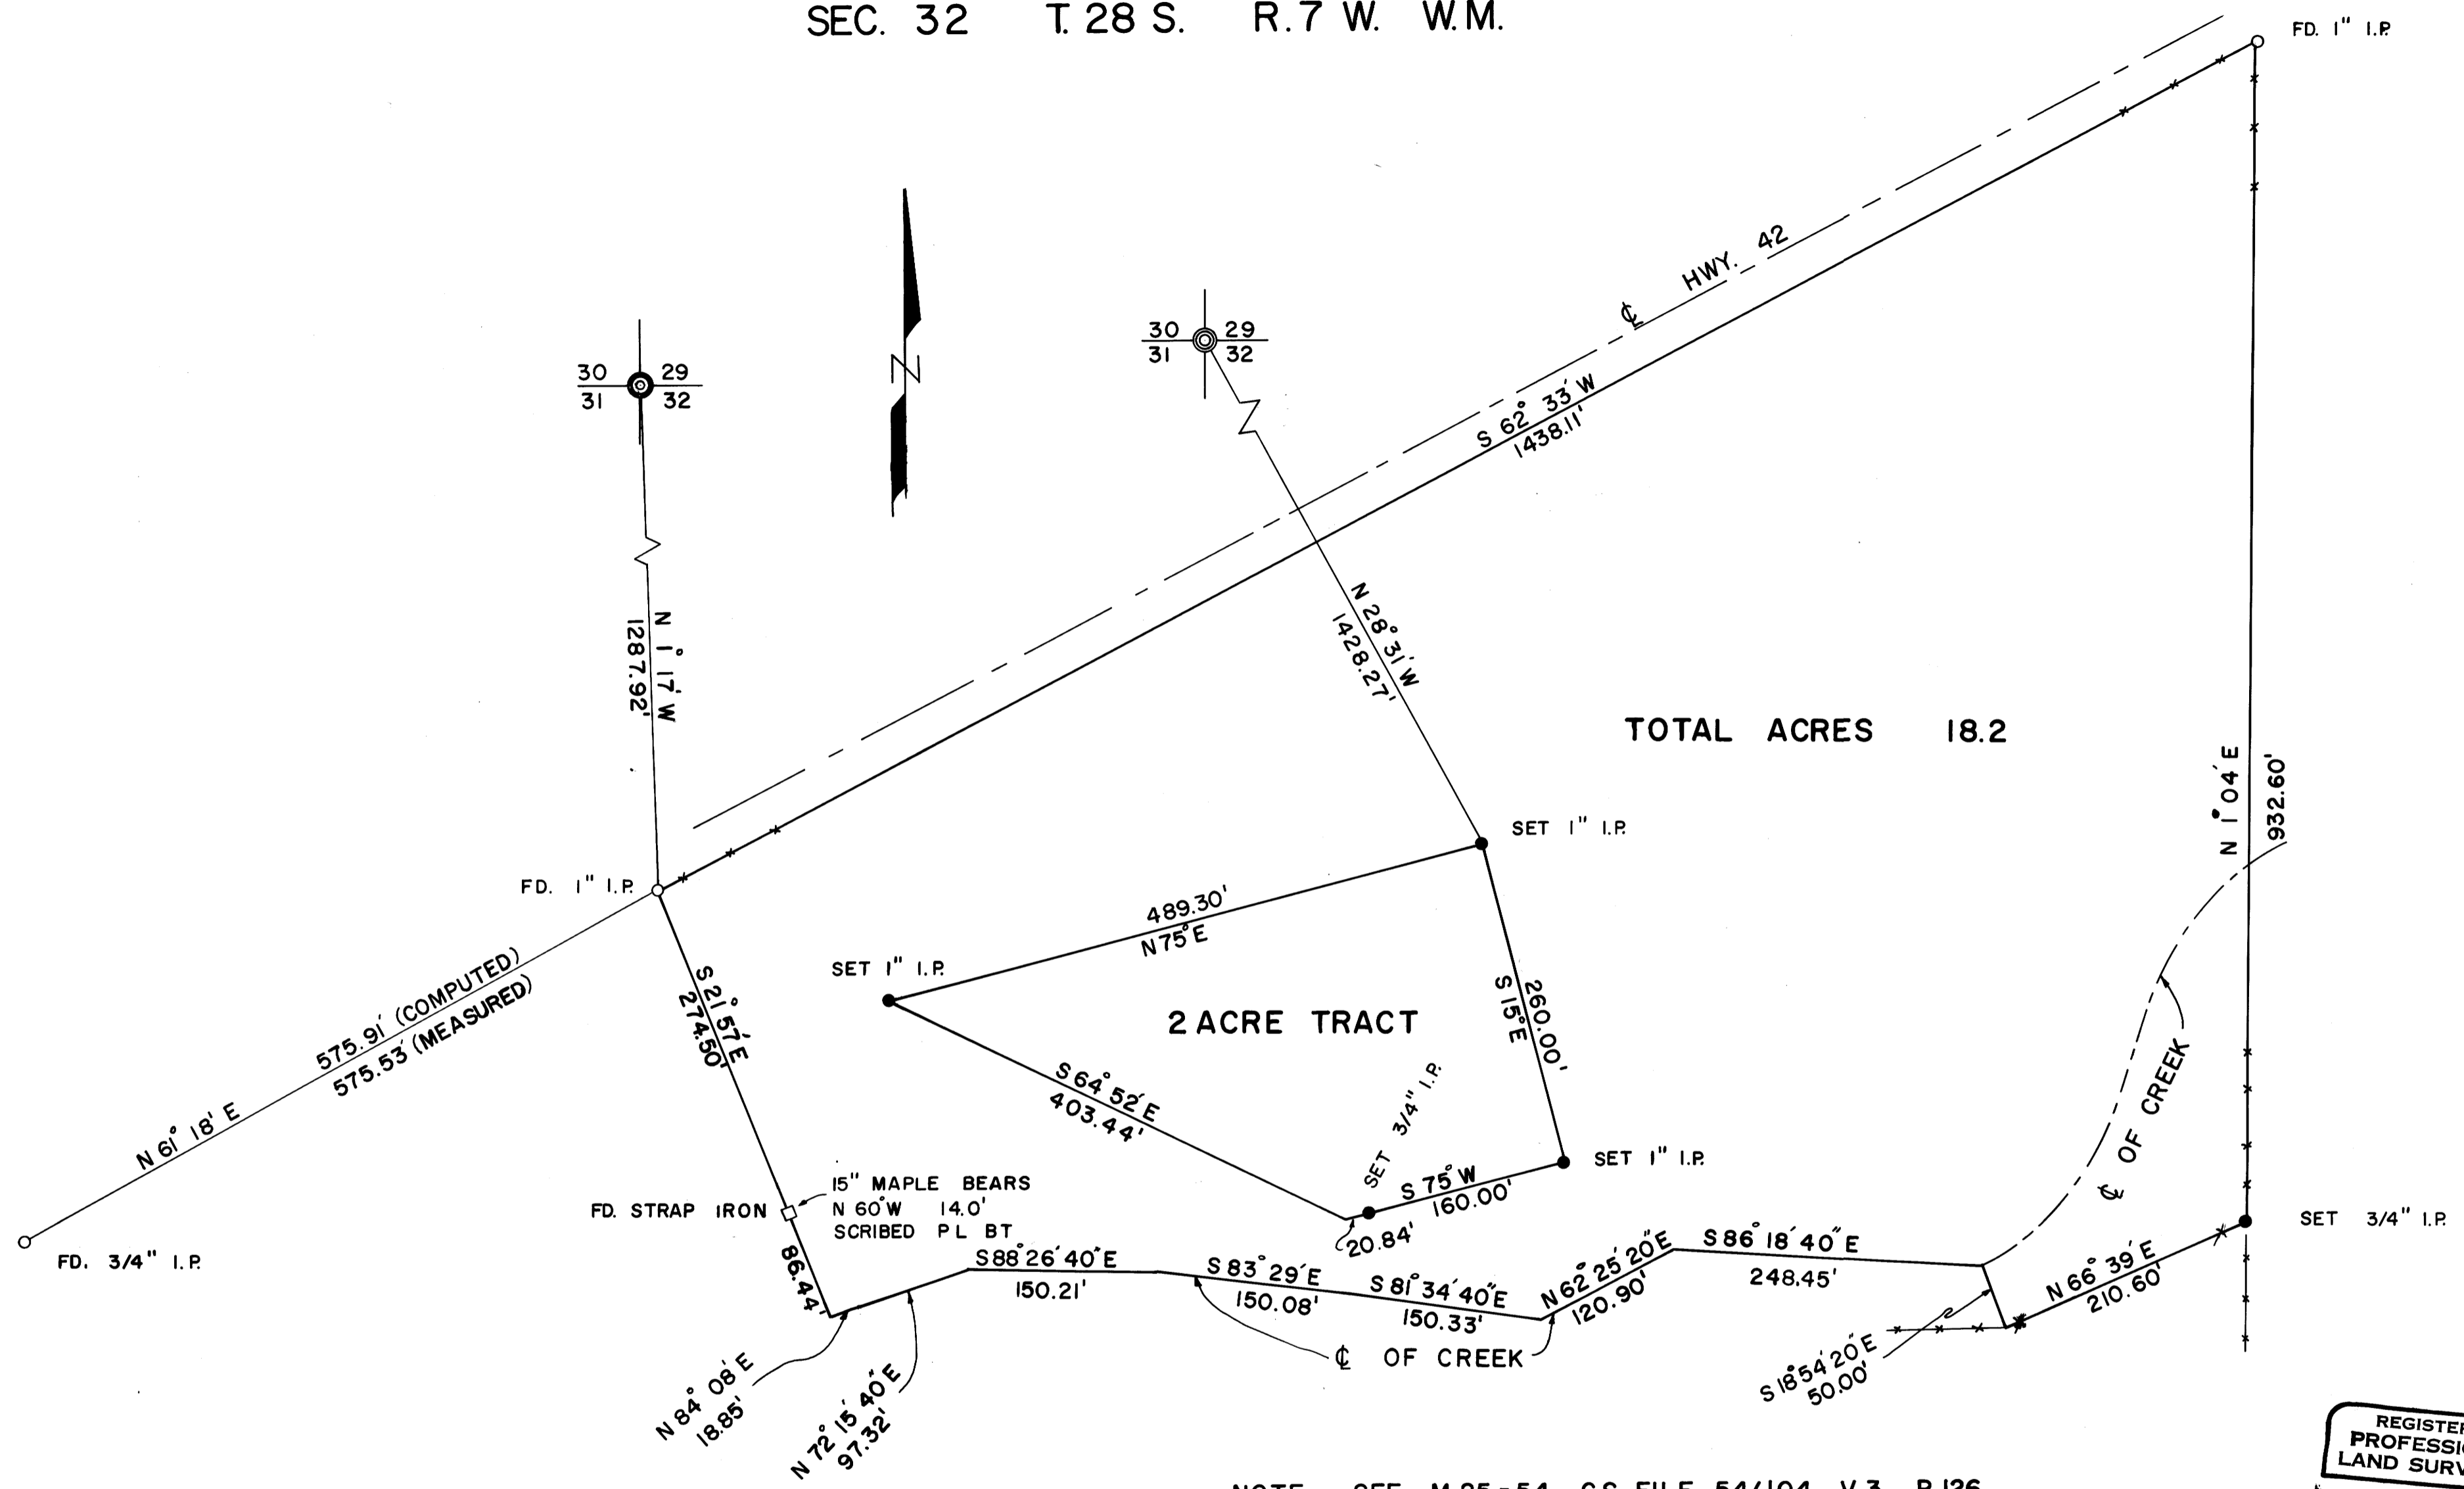 SEC. 32 T. 28 S. R. 7 W. W.M.
FD. 1" I.P.
℄ HWY. 42
S 62° 33' W
1438.11'
30 29
31 32
30 29
31 32
N 1° 17' W
1287.92'
N 28° 31' W
1428.27'
TOTAL ACRES 18.2
N 1° 04' E
932.60'
FD. 1" I.P.
SET 1" I.P.
489.30'
N 75° E
SET 1" I.P.
2 ACRE TRACT
260.00'
S 15° E
575.91' (COMPUTED)
575.53' (MEASURED)
N 61° 18' E
FD. 3/4" I.P.
S 21° 57' E
274.50'
S 64° 52' E
403.44'
SET 3/4" I.P.
SET 1" I.P.
S 75° W
160.00'
20.84'
FD. STRAP IRON
15" MAPLE BEARS
N 60° W 14.0'
SCRIBED PL BT
86.44'
N 84° 08' E
18.85'
N 72° 15' 40" E
97.32'
S 88° 26' 40" E
150.21'
S 83° 29' E
150.08'
S 81° 34' 40" E
150.33'
℄ OF CREEK
N 62° 25' 20" E
120.90'
S 86° 18' 40" E
248.45'
℄ OF CREEK
S 18° 54' 20" E
50.00'
N 66° 39' E
210.60'
SET 3/4" I.P.
REGISTE
PROFESSI
LAND SURV